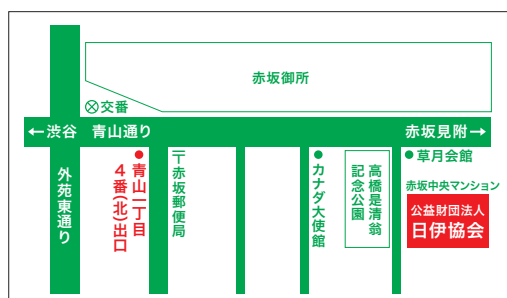 赤坂御所
交番
←渋谷 青山通り 赤坂見附→
外苑東通り
青山一丁目
4番(北)出口
〒赤坂郵便局
カナダ大使館
高橋是清翁
記念公園
草月会館
赤坂中央マンション
公益財団法人
日伊協会